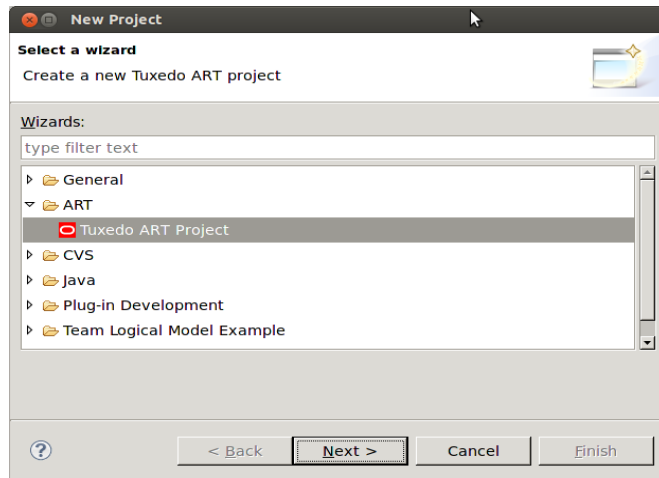 New Project
Select a wizard
Create a new Tuxedo ART project
Wizards:
type filter text
General
ART
Tuxedo ART Project
CVS
Java
Plug-in Development
Team Logical Model Example
? < Back Next > Cancel Finish